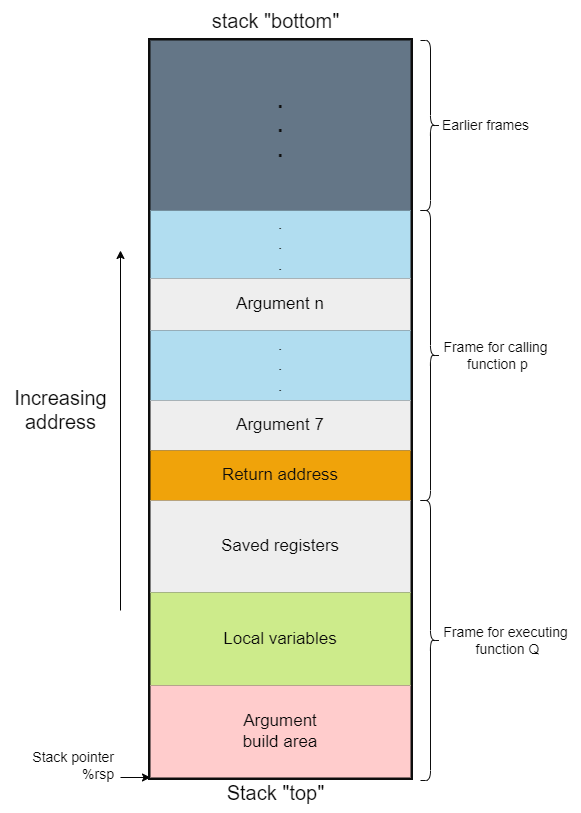 stack "bottom"
Earlier frames
Argument n
Frame for calling
function p
Increasing
address
Argument 7
Return address
Saved registers
Local variables
Frame for executing
function Q
Argument
build area
Stack pointer
%rsp
Stack "top"